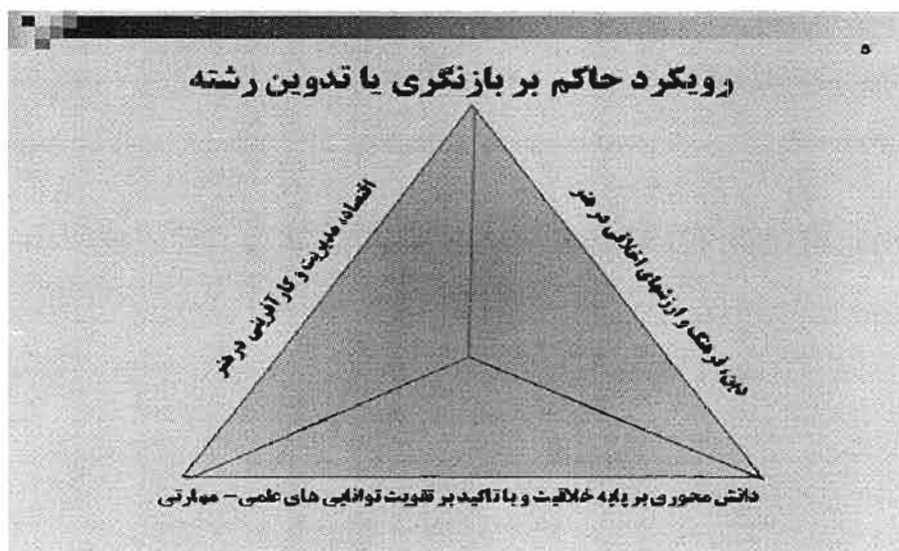 ۵
رویکرد حاکم بر بازنگری یا تدوین رشته
اقتصاد، مدیریت و کارآفرینی در هنر
دین، فرهنگ و ارزشهای اخلاقی در هنر
دانش محوری بر پایه خلاقیت و با تاکید بر تقویت توانایی های علمی – مهارتی